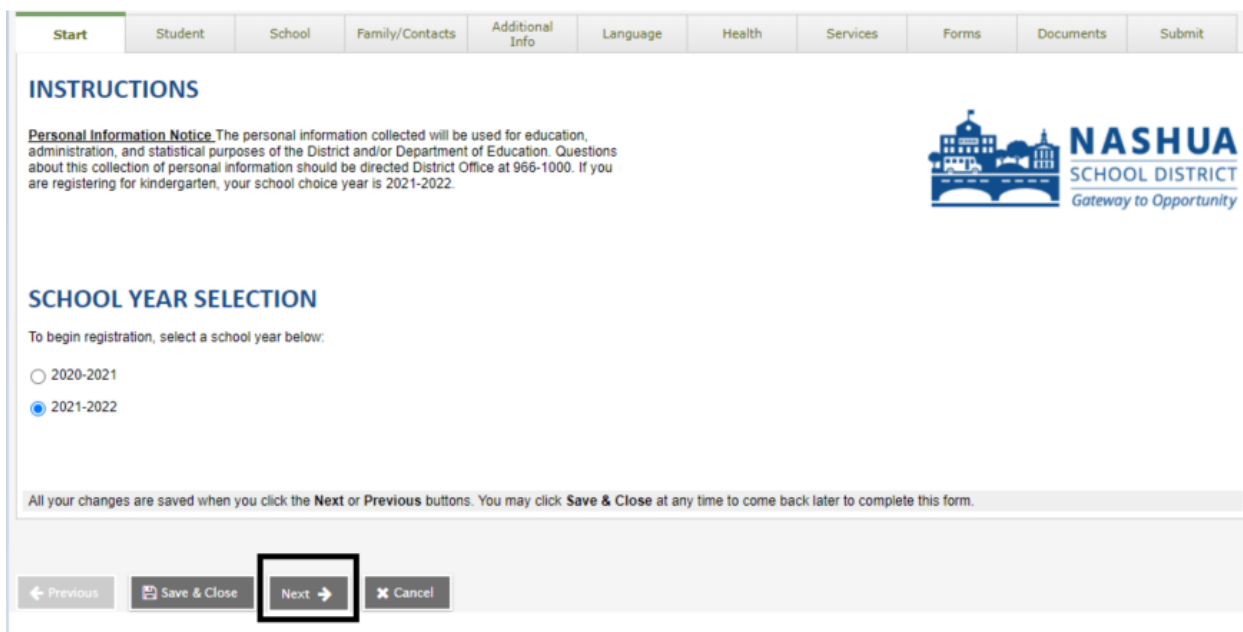 Start Student School Family/Contacts Additional Info Language Health Services Forms Documents Submit
INSTRUCTIONS
Personal Information Notice The personal information collected will be used for education,
administration, and statistical purposes of the District and/or Department of Education. Questions
about this collection of personal information should be directed District Office at 966-1000. If you
are registering for kindergarten, your school choice year is 2021-2022.
NASHUA
SCHOOL DISTRICT
Gateway to Opportunity
SCHOOL YEAR SELECTION
To begin registration, select a school year below:
2020-2021
2021-2022
All your changes are saved when you click the Next or Previous buttons. You may click Save & Close at any time to come back later to complete this form.
Previous Save & Close Next Cancel